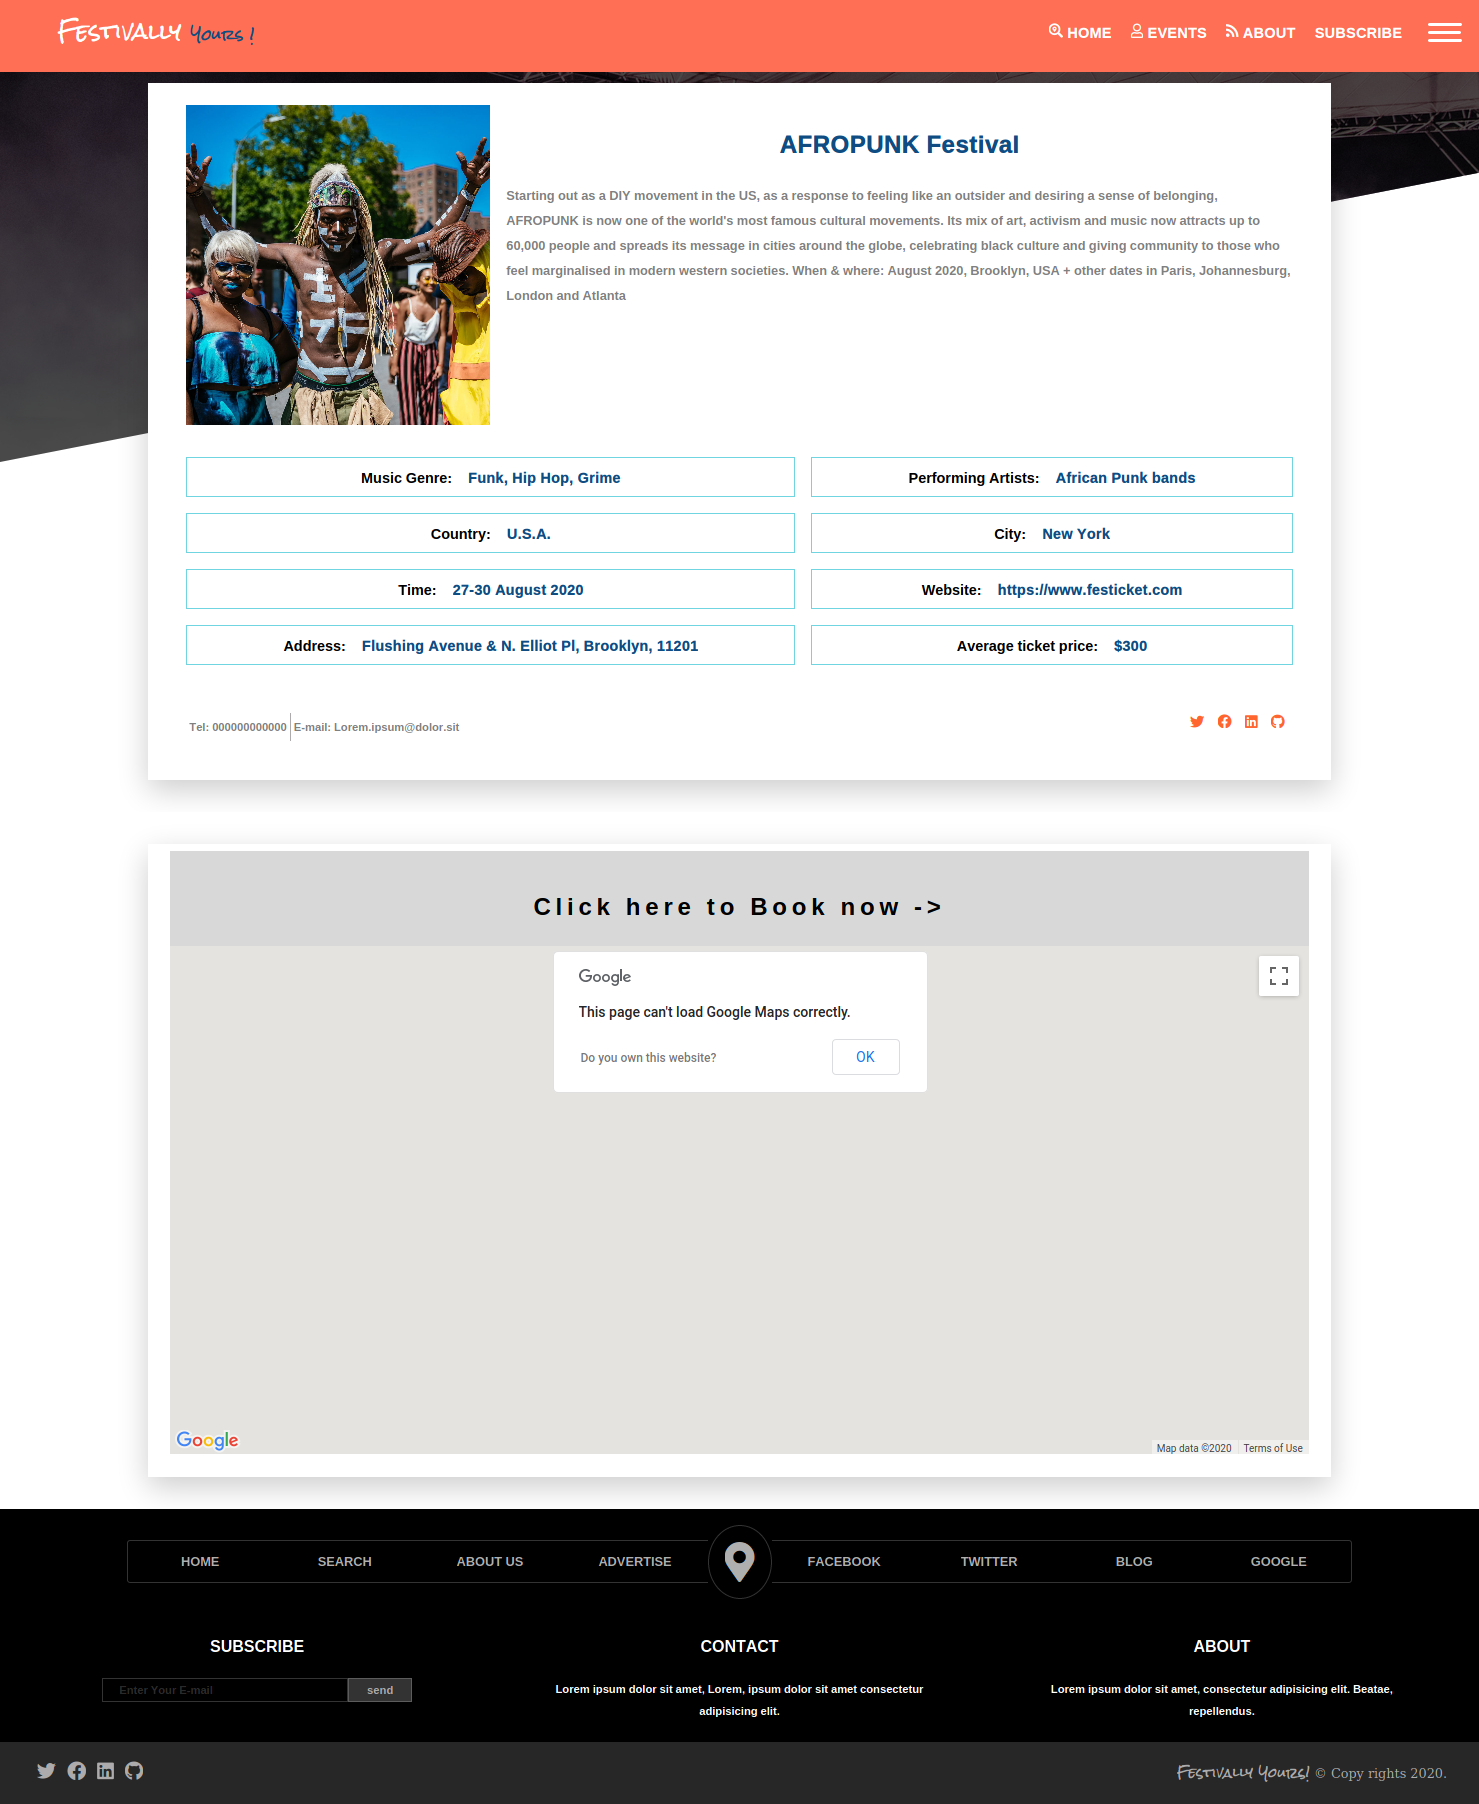 Festivally Yours !
HOME
EVENTS
ABOUT
SUBSCRIBE
AFROPUNK Festival
Starting out as a DIY movement in the US, as a response to feeling like an outsider and desiring a sense of belonging,
AFROPUNK is now one of the world's most famous cultural movements. Its mix of art, activism and music now attracts up to
60,000 people and spreads its message in cities around the globe, celebrating black culture and giving community to those who
feel marginalised in modern western societies. When & where: August 2020, Brooklyn, USA + other dates in Paris, Johannesburg,
London and Atlanta
Music Genre: Funk, Hip Hop, Grime
Performing Artists: African Punk bands
Country: U.S.A.
City: New York
Time: 27-30 August 2020
Website: https://www.festicket.com
Address: Flushing Avenue & N. Elliot Pl, Brooklyn, 11201
Average ticket price: $300
Tel: 000000000000
E-mail: Lorem.ipsum@dolor.sit
Click here to Book now ->
Google
This page can't load Google Maps correctly.
Do you own this website?
OK
Google
Map data ©2020
Terms of Use
HOME
SEARCH
ABOUT US
ADVERTISE
FACEBOOK
TWITTER
BLOG
GOOGLE
SUBSCRIBE
Enter Your E-mail
send
CONTACT
Lorem ipsum dolor sit amet, Lorem, ipsum dolor sit amet consectetur
adipisicing elit.
ABOUT
Lorem ipsum dolor sit amet, consectetur adipisicing elit. Beatae,
repellendus.
Festivally Yours! © Copy rights 2020.